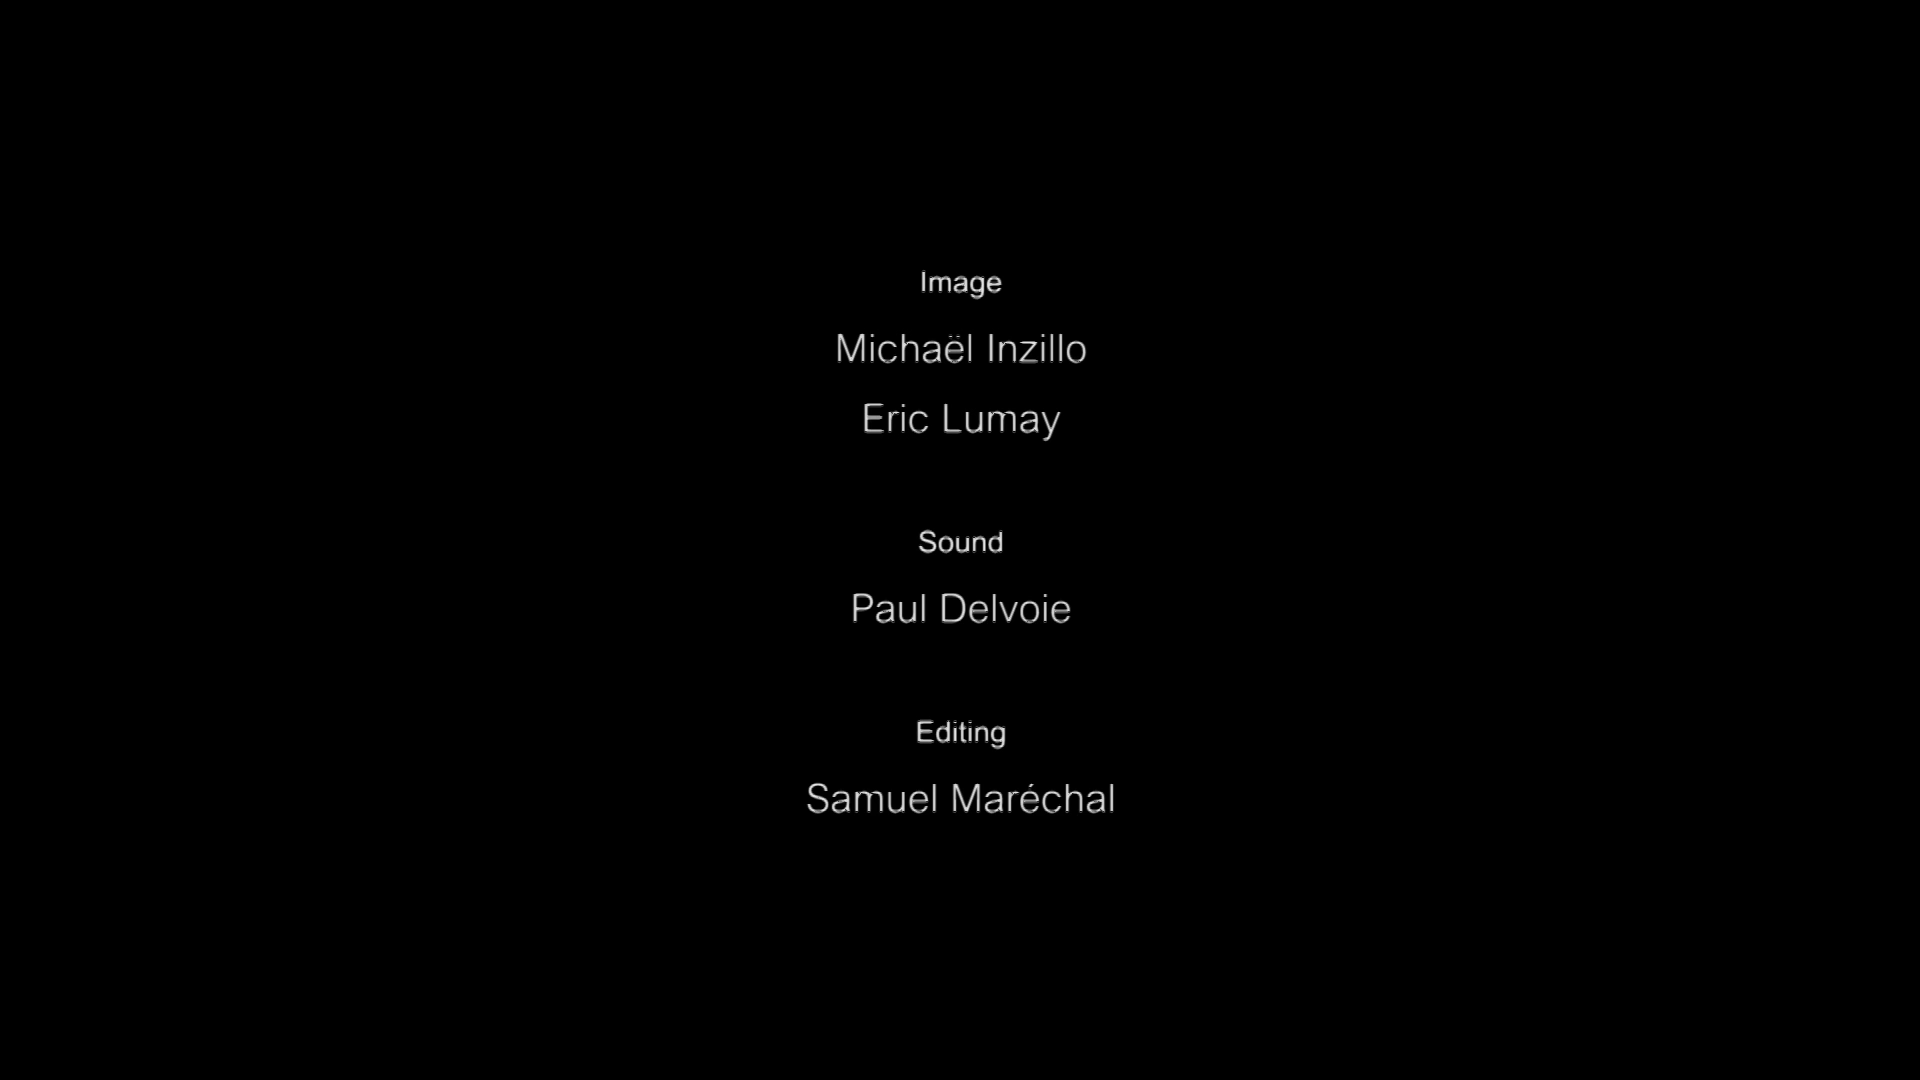 Image
Michaël Inzillo
Eric Lumay
Sound
Paul Delvoie
Editing
Samuel Maréchal